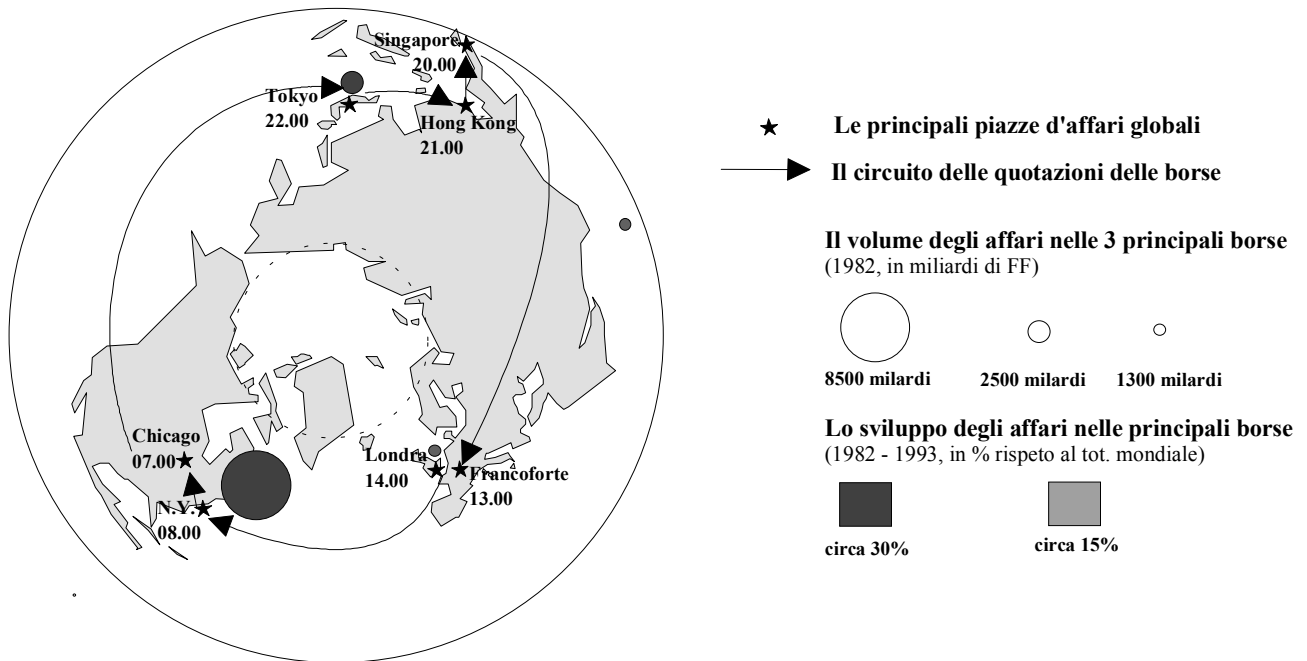 Singapore
20.00
Tokyo
22.00
Hong Kong
21.00
Chicago
07.00
N.Y.
08.00
Londra
14.00
Francoforte
13.00
Le principali piazze d'affari globali
Il circuito delle quotazioni delle borse
Il volume degli affari nelle 3 principali borse
(1982, in miliardi di FF)
8500 milardi
2500 milardi
1300 milardi
Lo sviluppo degli affari nelle principali borse
(1982 - 1993, in % rispeto al tot. mondiale)
circa 30%
circa 15%